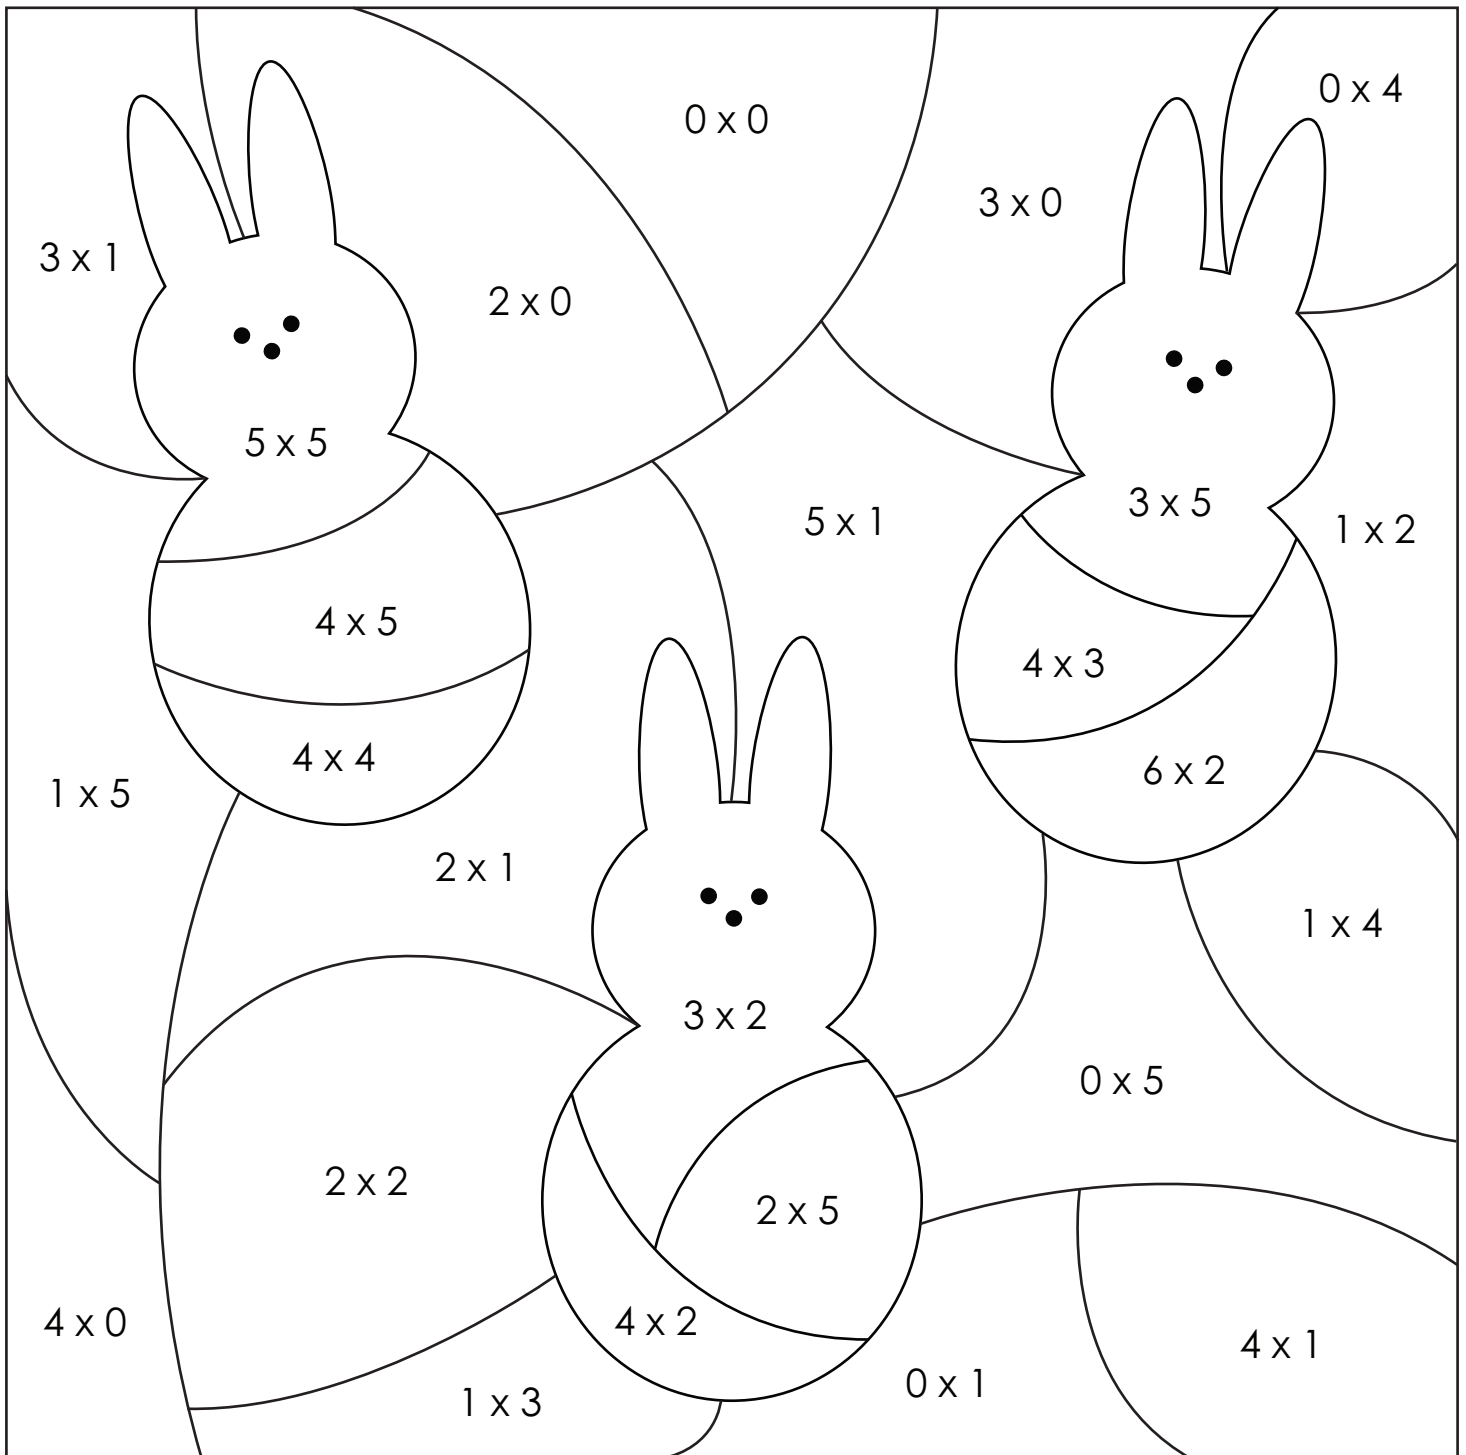 0 x 4
0 x 0
3 x 0
3 x 1
2 x 0
5 x 5
3 x 5
5 x 1
1 x 2
4 x 5
4 x 3
4 x 4
6 x 2
1 x 5
2 x 1
1 x 4
3 x 2
0 x 5
2 x 2
2 x 5
4 x 0
4 x 2
4 x 1
0 x 1
1 x 3